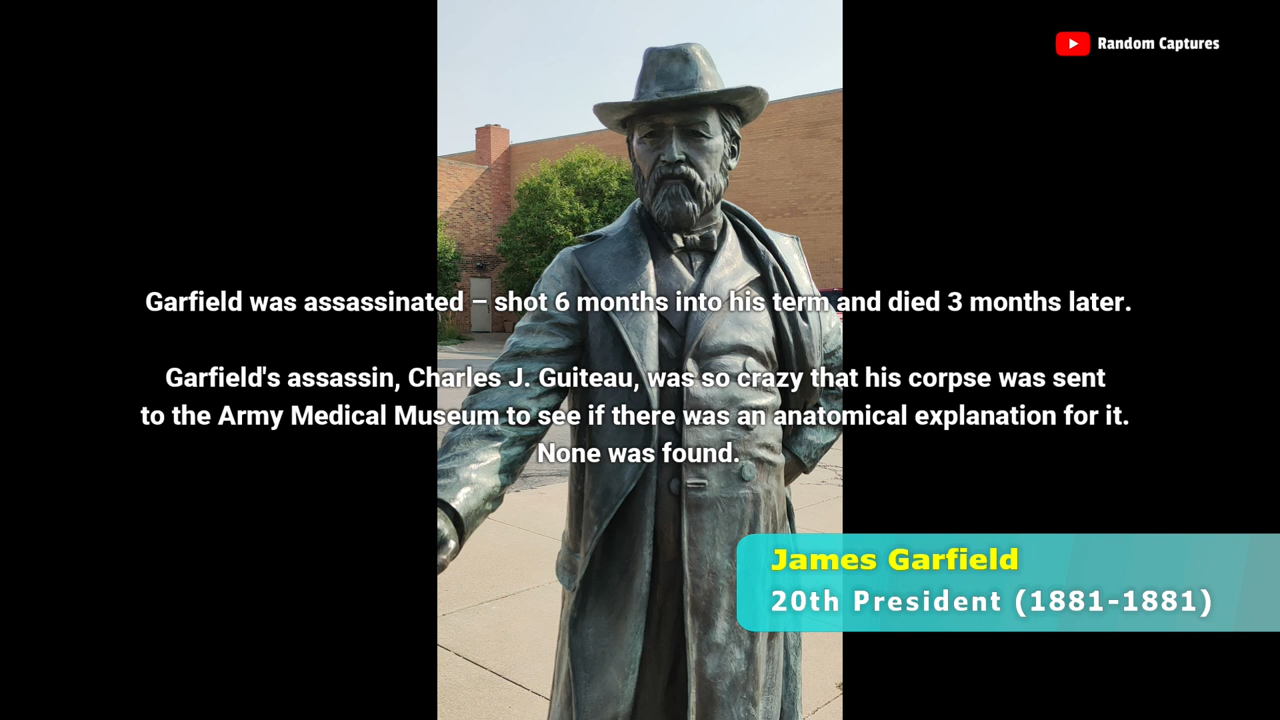 Random Captures
Garfield was assassinated – shot 6 months into his term and died 3 months later.
Garfield's assassin, Charles J. Guiteau, was so crazy that his corpse was sent
to the Army Medical Museum to see if there was an anatomical explanation for it.
None was found.
James Garfield
20th President (1881-1881)